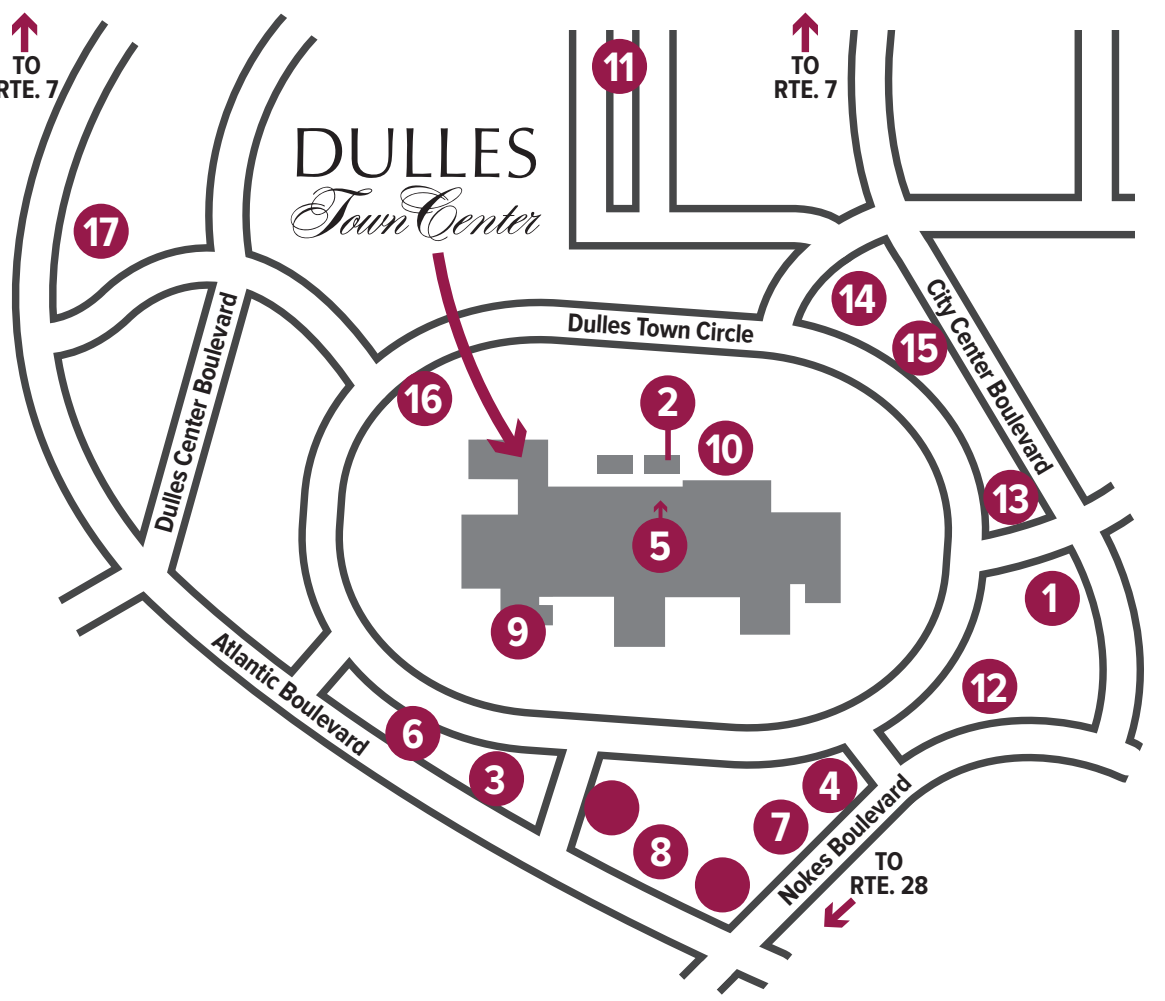 TO
RTE. 7
TO
RTE. 7
11
DULLES
Town Center
17
14
15
City Center Boulevard
Dulles Town Circle
Dulles Center Boulevard
16
2
10
13
5
1
9
12
Atlantic Boulevard
6
3
4
7
8
Nokes Boulevard
TO
RTE. 28